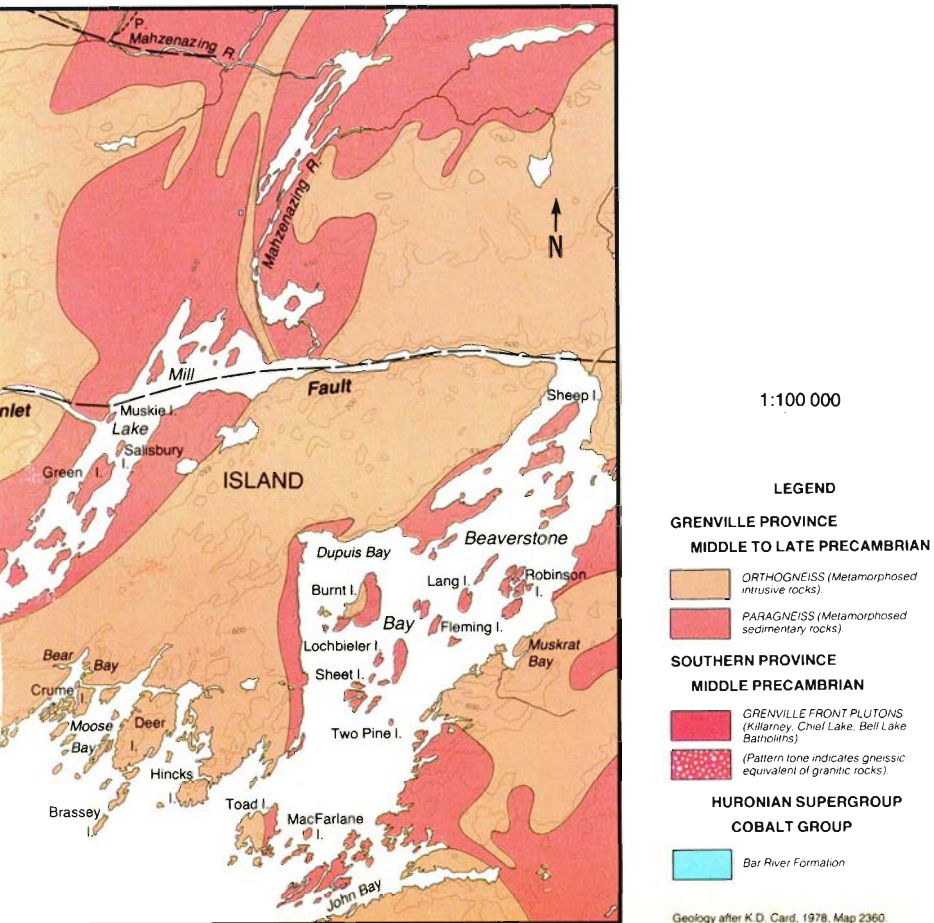 P.
Mahzenazing R.
Mahzenazing R.
N
Mill
Fault
nlet
Muskie I.
Lake
Salisbury
I.
Green I.
Sheep I.
ISLAND
Dupuis Bay
Beaverstone
Burnt I.
Lang I.
Robinson
I.
Bay
Fleming I.
Lochbieler I.
Muskrat
Bay
Sheet I.
Bear Bay
Crume
I.
Moose
Bay
Deer
I.
Two Pine I.
Hincks
I.
Brassey
I.
Toad I.
MacFarlane
I.
John Bay
600
1:100 000
LEGEND
GRENVILLE PROVINCE
MIDDLE TO LATE PRECAMBRIAN
ORTHOGNEISS (Metamorphosed
intrusive rocks).
PARAGNEISS (Metamorphosed
sedimentary rocks).
SOUTHERN PROVINCE
MIDDLE PRECAMBRIAN
GRENVILLE FRONT PLUTONS
(Killarney, Chief Lake, Bell Lake
Batholiths)
(Pattern tone indicates gneissic
equivalent of granitic rocks).
HURONIAN SUPERGROUP
COBALT GROUP
Bar River Formation
Geology after K.D. Card, 1978, Map 2360.